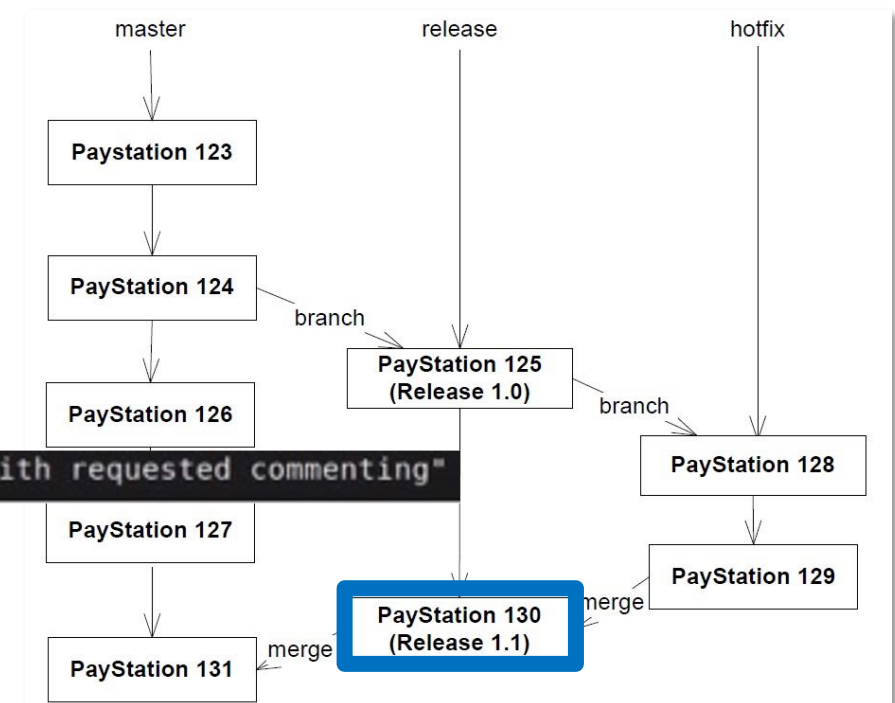 master release hotfix
Paystation 123
PayStation 124
branch
PayStation 125
(Release 1.0)
PayStation 126
branch
ith requested commenting"
PayStation 128
PayStation 127
PayStation 129
merge
PayStation 130
(Release 1.1)
merge
PayStation 131